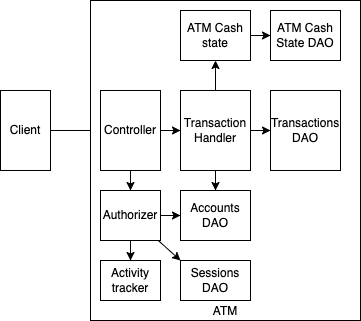 ATM Cash
state
ATM Cash
State DAO
Client
Controller
Transaction
Handler
Transactions
DAO
Authorizer
Accounts
DAO
Activity
tracker
Sessions
DAO
ATM